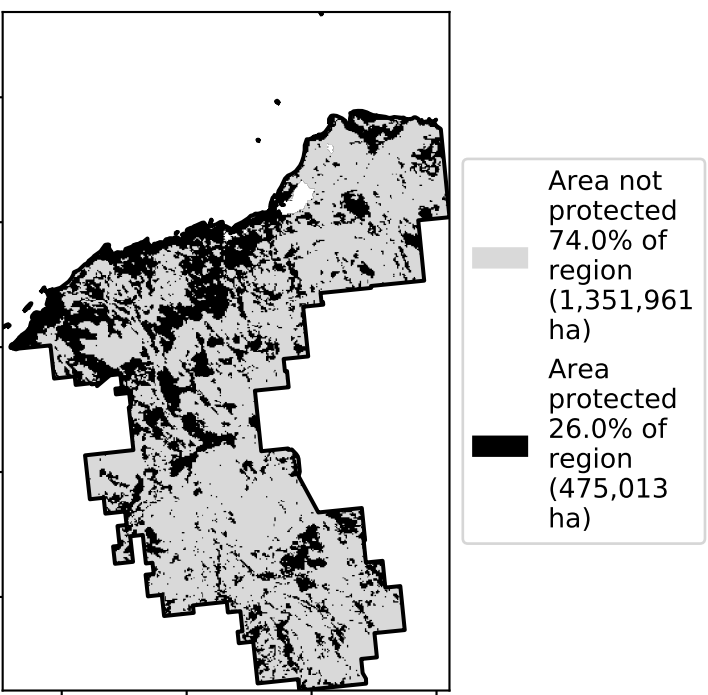 Area not
protected
74.0% of
region
(1,351,961
ha)
Area
protected
26.0% of
region
(475,013
ha)